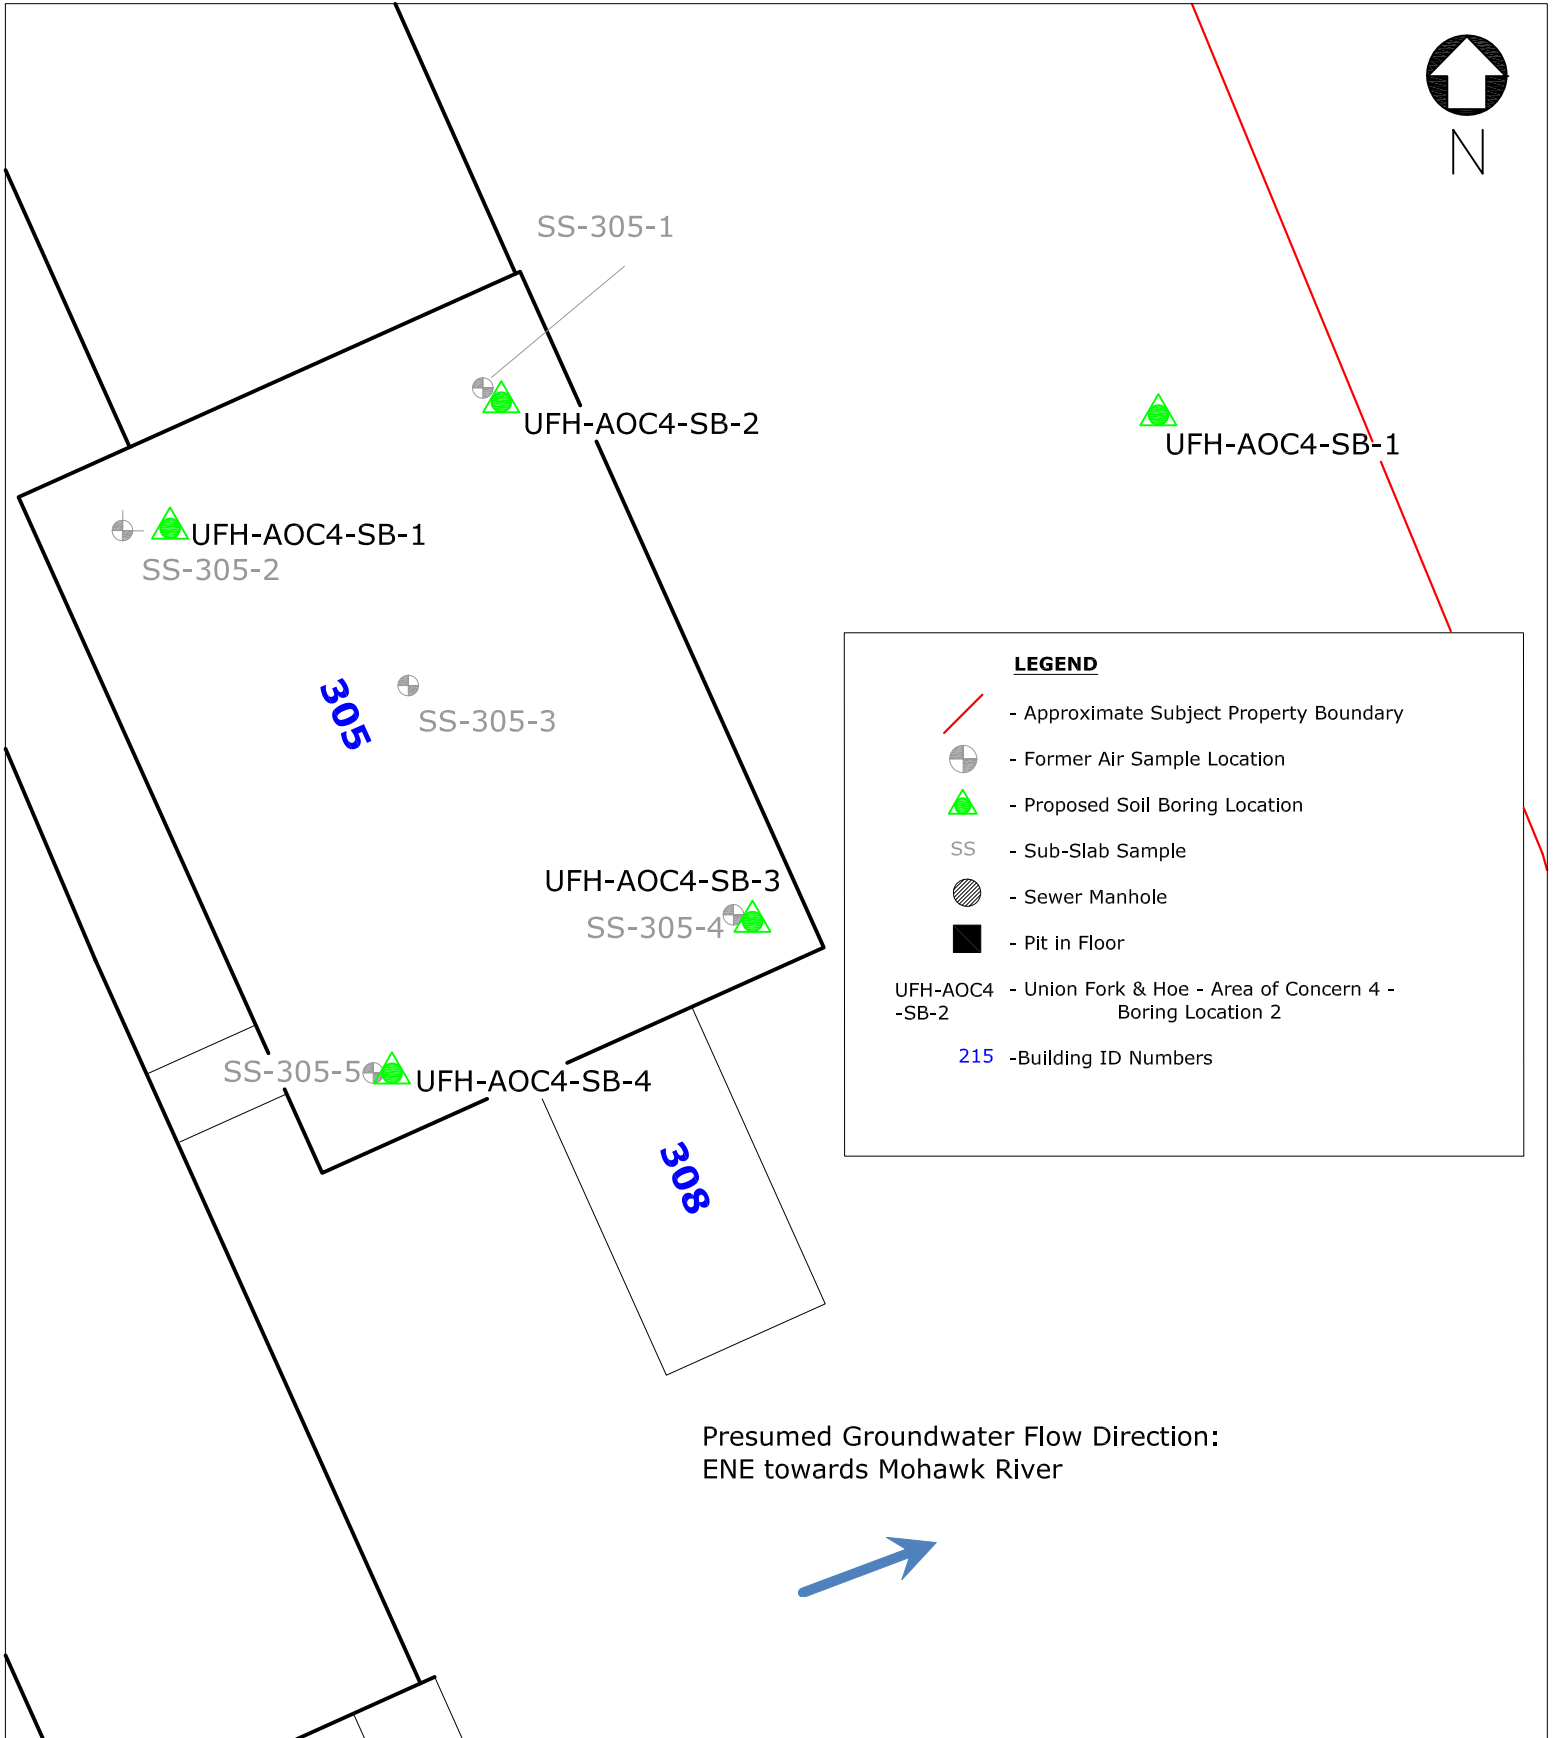 N
SS-305-1
UFH-AOC4-SB-2
UFH-AOC4-SB-1
UFH-AOC4-SB-1
SS-305-2
305
SS-305-3
UFH-AOC4-SB-3
SS-305-4
SS-305-5
UFH-AOC4-SB-4
308
LEGEND
- Approximate Subject Property Boundary
- Former Air Sample Location
- Proposed Soil Boring Location
SS - Sub-Slab Sample
- Sewer Manhole
- Pit in Floor
UFH-AOC4 - Union Fork & Hoe - Area of Concern 4 -
-SB-2 Boring Location 2
215 -Building ID Numbers
Presumed Groundwater Flow Direction:
ENE towards Mohawk River